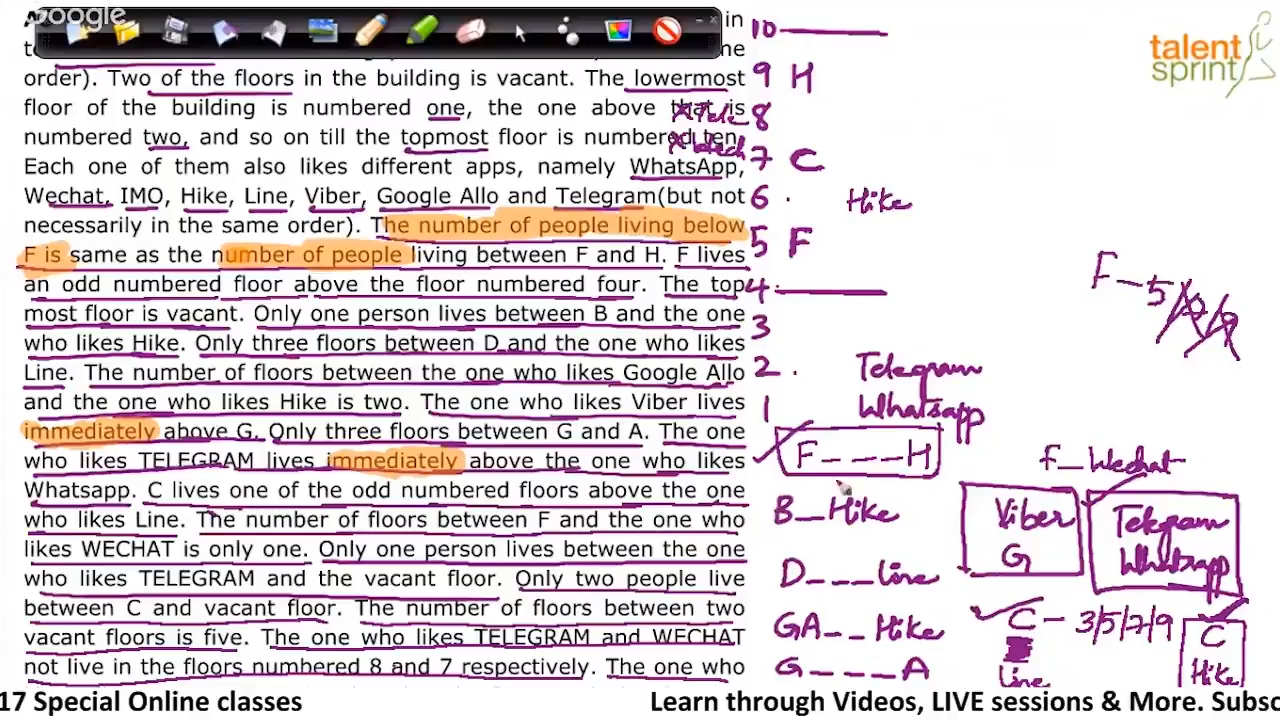 Google
in
order). Two of the floors in the building is vacant. The lowermost
floor of the building is numbered one, the one above that is
numbered two, and so on till the topmost floor is numbered ten.
Each one of them also likes different apps, namely WhatsApp,
Wechat, IMO, Hike, Line, Viber, Google Allo and Telegram(but not
necessarily in the same order). The number of people living below
F is same as the number of people living between F and H. F lives
an odd numbered floor above the floor numbered four. The top
most floor is vacant. Only one person lives between B and the one
who likes Hike. Only three floors between D and the one who likes
Line. The number of floors between the one who likes Google Allo
and the one who likes Hike is two. The one who likes Viber lives
immediately above G. Only three floors between G and A. The one
who likes TELEGRAM lives immediately above the one who likes
Whatsapp. C lives one of the odd numbered floors above the one
who likes Line. The number of floors between F and the one who
likes WECHAT is only one. Only one person lives between the one
who likes TELEGRAM and the vacant floor. Only two people live
between C and vacant floor. The number of floors between two
vacant floors is five. The one who likes TELEGRAM and WECHAT
not live in the floors numbered 8 and 7 respectively. The one who
10
9 H
xTele 8
7 C
6 Hike
5 F
4
3
2 Telegram
1 Whatsapp
F _ _ _ H
B _ Hike
D _ _ _ Line
GA _ _ Hike
G _ _ _ A
F - 5/7/9
F _ Wechat
Viber
G
Telegram
Whatsapp
C - 3/5/7/9
Line
C
Hike
talent
sprint
17 Special Online classes
Learn through Videos, LIVE sessions & More. Subsc